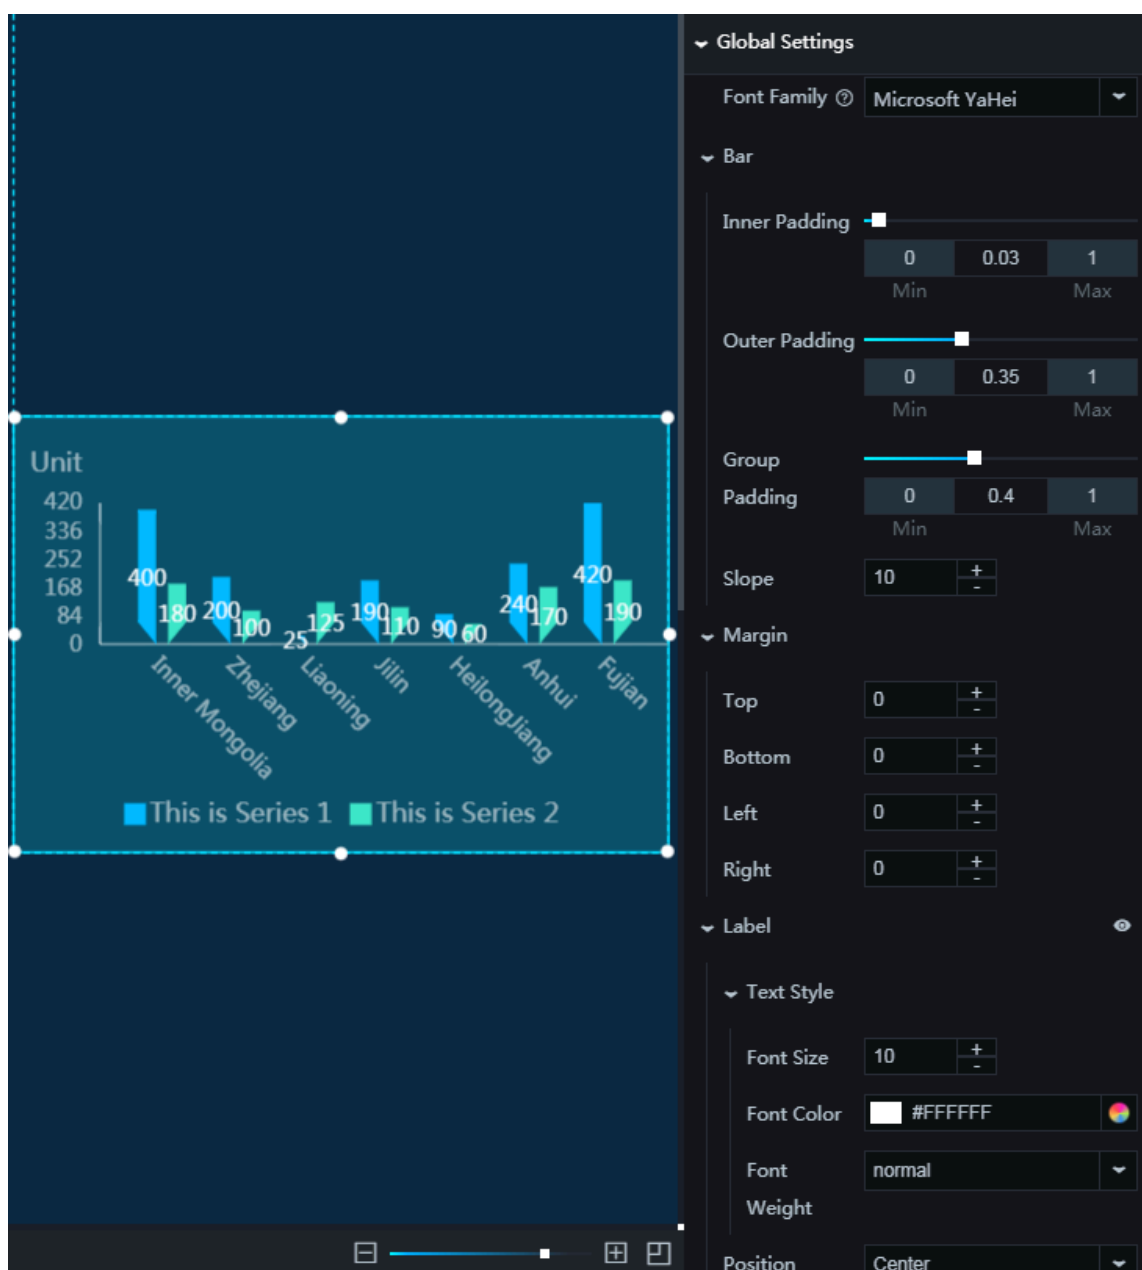 Unit
420
336
252
168
84
0
400
180
200
100
25
125
190
110
90
60
240
170
420
190
Inner Mongolia
Zhejiang
Liaoning
Jilin
HeilongJiang
Anhui
Fujian
This is Series 1
This is Series 2
Global Settings
Font Family ?
Microsoft YaHei
Bar
Inner Padding
0 0.03 1
Min Max
Outer Padding
0 0.35 1
Min Max
Group
Padding
0 0.4 1
Min Max
Slope 10 + -
Margin
Top 0 + -
Bottom 0 + -
Left 0 + -
Right 0 + -
Label
Text Style
Font Size 10 + -
Font Color #FFFFFF
Font normal
Weight
Position Center